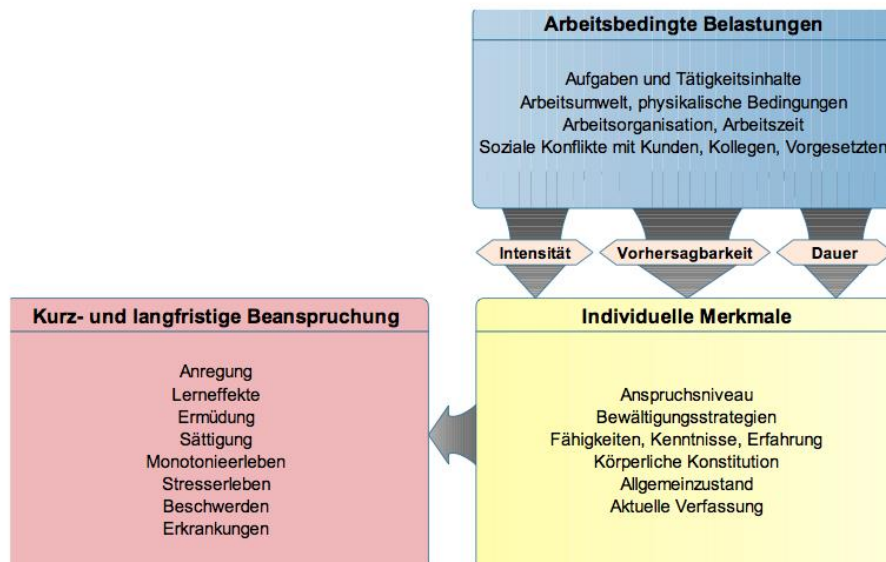 Arbeitsbedingte Belastungen
Aufgaben und Tätigkeitsinhalte
Arbeitsumwelt, physikalische Bedingungen
Arbeitsorganisation, Arbeitszeit
Soziale Konflikte mit Kunden, Kollegen, Vorgesetzten
Intensität
Vorhersagbarkeit
Dauer
Individuelle Merkmale
Anspruchsniveau
Bewältigungsstrategien
Fähigkeiten, Kenntnisse, Erfahrung
Körperliche Konstitution
Allgemeinzustand
Aktuelle Verfassung
Kurz- und langfristige Beanspruchung
Anregung
Lerneffekte
Ermüdung
Sättigung
Monotonieerleben
Stresserleben
Beschwerden
Erkrankungen